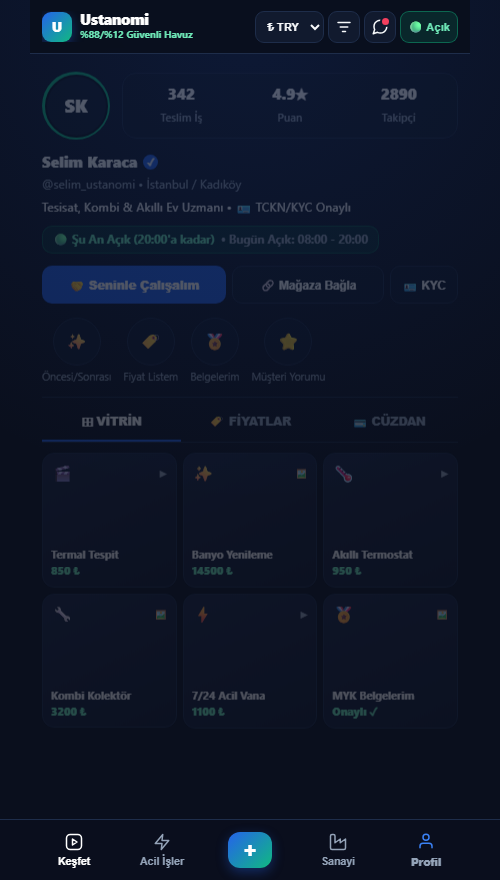 U
Ustanomi
%88/%12 Güvenli Havuz
₺ TRY
Açık
SK
342
Teslim İş
4.9★
Puan
2890
Takipçi
Selim Karaca ✓
@selim_ustanomi • İstanbul / Kadıköy
Tesisat, Kombi & Akıllı Ev Uzmanı • 🪪 TCKN/KYC Onaylı
Şu An Açık (20:00'a kadar) • Bugün Açık: 08:00 - 20:00
🤝 Seninle Çalışalım
🔗 Mağaza Bağla
🪪 KYC
Öncesi/Sonrası
Fiyat Listem
Belgelerim
Müşteri Yorumu
VİTRİN
FİYATLAR
CÜZDAN
Termal Tespit
850 ₺
Banyo Yenileme
14500 ₺
Akıllı Termostat
950 ₺
Kombi Kolektör
3200 ₺
7/24 Acil Vana
1100 ₺
MYK Belgelerim
Onaylı ✓
Keşfet
Acil İşler
+
Sanayi
Profil